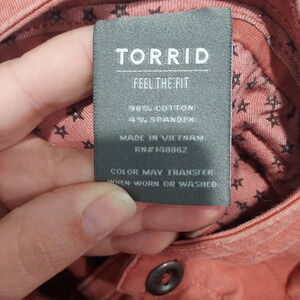 TORRID
FEEL THE FIT
96% COTTON
4% SPANDEX
MADE IN VIETNAM
RN#148862
COLOR MAY TRANSFER
WHEN WORN OR WASHED